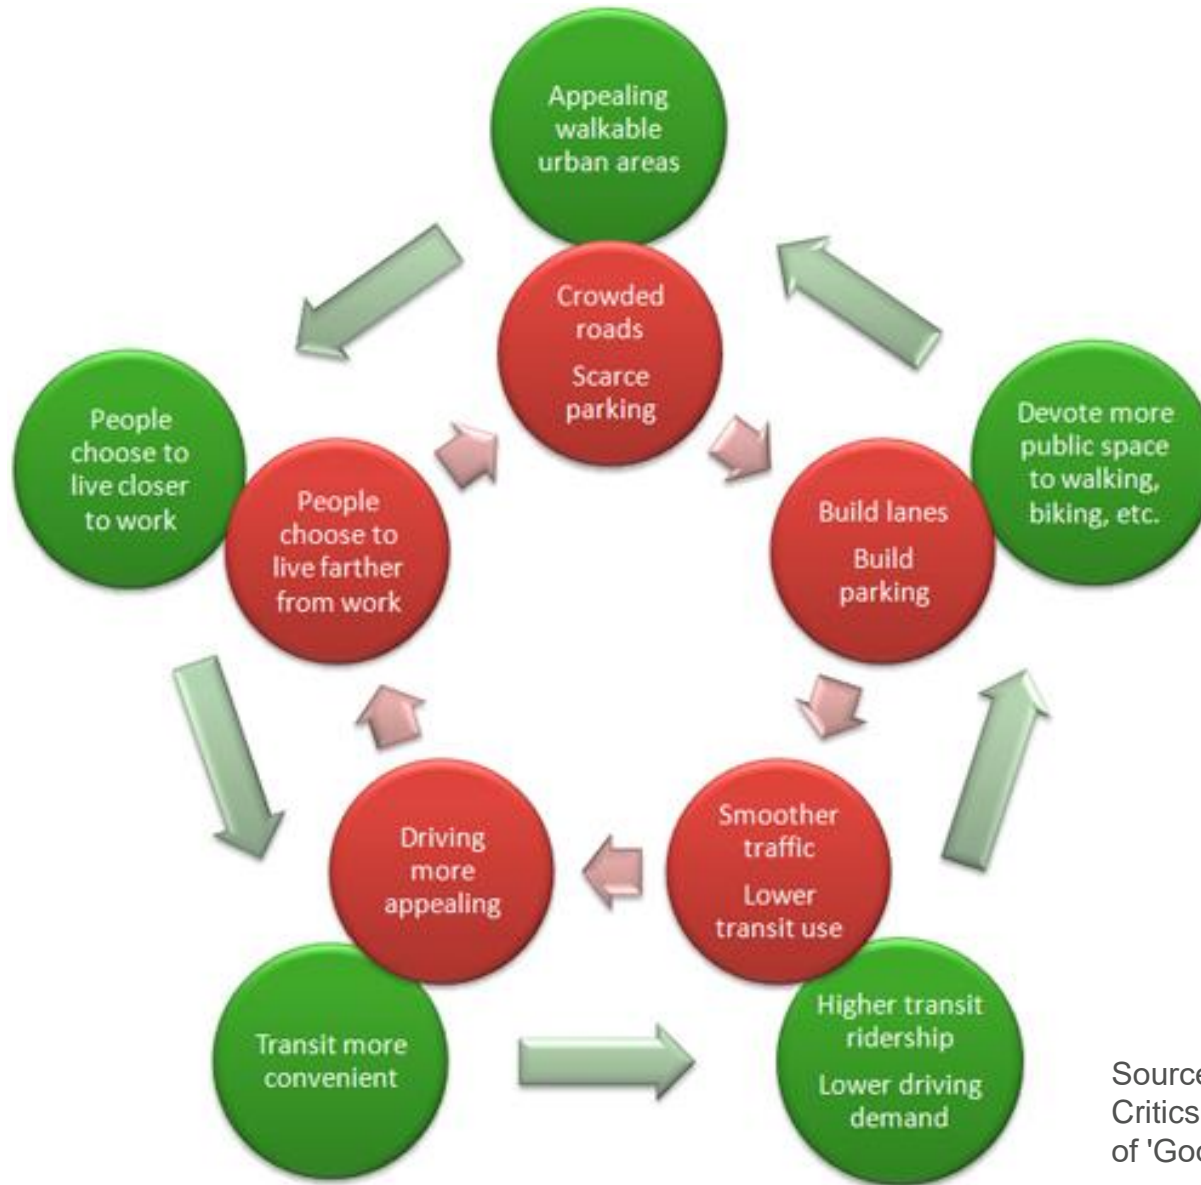 Appealing
walkable
urban areas
Crowded
roads
Scarce
parking
People
choose to
live closer
to work
People
choose to
live farther
from work
Build lanes
Build
parking
Devote more
public space
to walking,
biking, etc.
Driving
more
appealing
Smoother
traffic
Lower
transit use
Transit more
convenient
Higher transit
ridership
Lower driving
demand
Source
Critics
of 'Goo